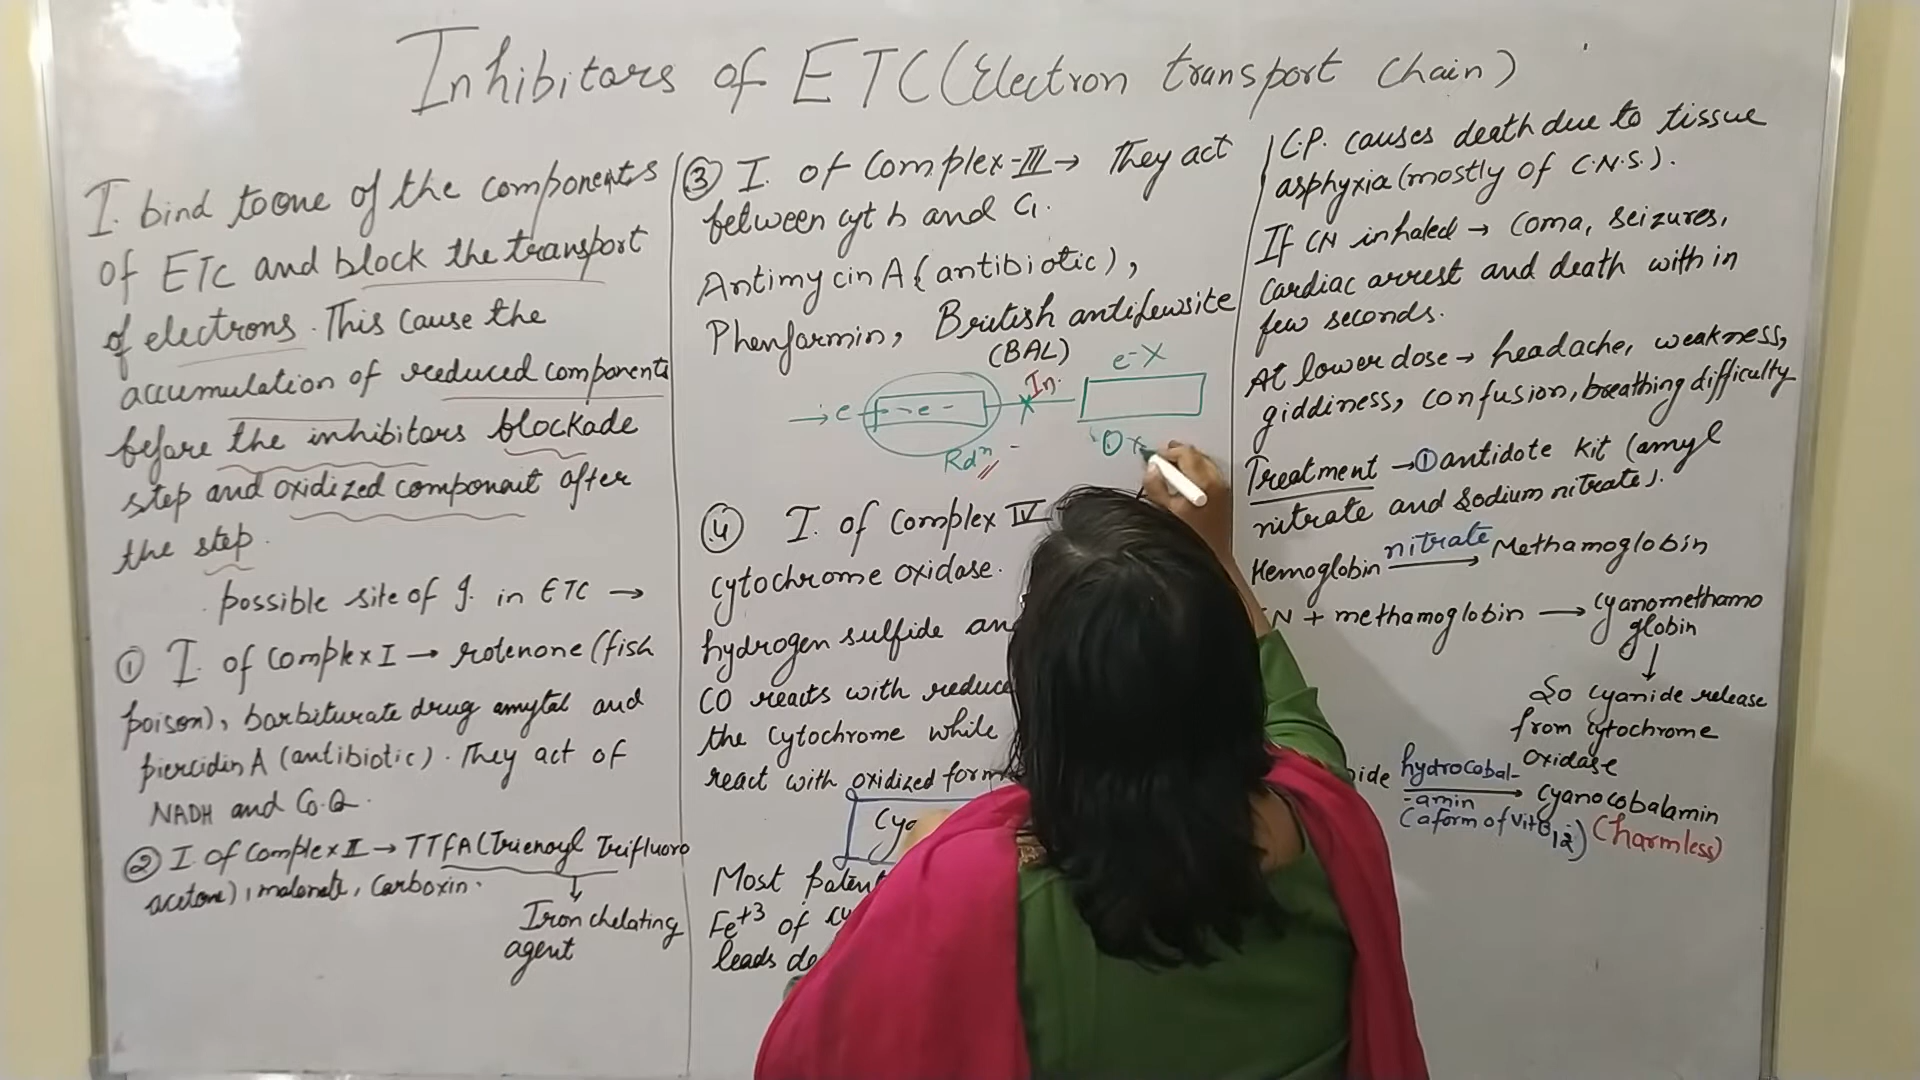 Inhibitors of ETC (Electron transport chain)
I. bind to one of the components
of ETC and block the transport
of electrons. This cause the
accumulation of reduced components
before the inhibitors blockade
step and oxidized componant after
the step.
possible site of I. in ETC →
① I. of Complex I → rotenone (fish
poison), barbiturate drug amytal and
piercidin A (antibiotic). They act of
NADH and Co.Q.
② I. of Complex II → TTFA (Trienoyl Trifluoro
acetone), malonate, Carboxin.
↓
Iron chelating
agent
③ I. of Complex-III → They act
between cyt b and C1.
Antimycin A (antibiotic),
Phenformin, British antilewsite
(BAL)
e-X
In.
→ e - e -
Rdⁿ
Ox
④ I. of Complex IV
cytochrome oxidase.
hydrogen sulfide
CO reacts with
the cytochrome while
react with oxidized
Most
Fe+3 of
leads
C.P. causes death due to tissue
asphyxia (mostly of C.N.S.).
If CN inhaled → Coma, seizures,
Cardiac arrest and death with in
few seconds.
At lower dose → headache, weakness,
giddiness, confusion, breathing difficulty
Treatment → ① antidote kit (amyl
nitrate and Sodium nitrate).
Hemoglobin nitrate → Methamoglobin
+ methamoglobin → Cyanomethamo
globin
↓
So Cyanide release
from Cytochrome
Oxidase
hydrocobal-
→ cyanocobalamin
-amin
(a form of Vit B12) (harmless)